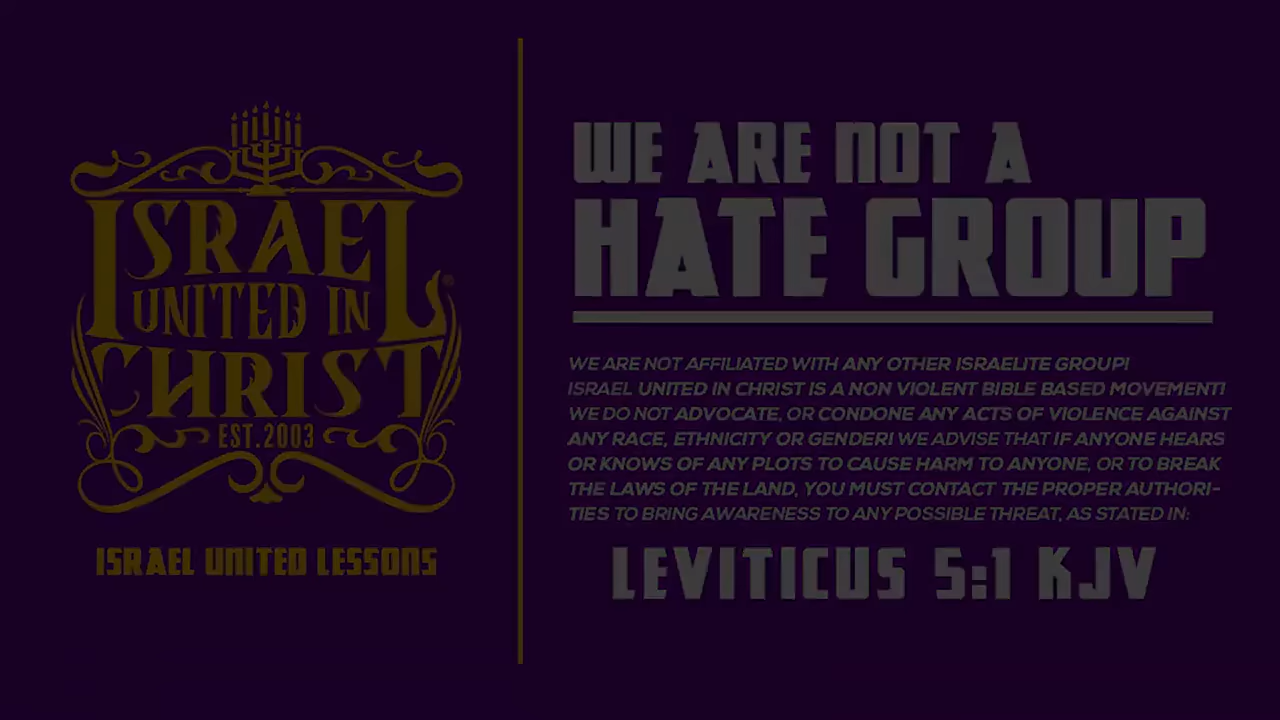 ISRAEL
UNITED IN
CHRIST
EST.2003
ISRAEL UNITED LESSONS
WE ARE NOT A
HATE GROUP
WE ARE NOT AFFILIATED WITH ANY OTHER ISRAELITE GROUP!
ISRAEL UNITED IN CHRIST IS A NON VIOLENT BIBLE BASED MOVEMENT!
WE DO NOT ADVOCATE, OR CONDONE ANY ACTS OF VIOLENCE AGAINST
ANY RACE, ETHNICITY OR GENDER! WE ADVISE THAT IF ANYONE HEARS
OR KNOWS OF ANY PLOTS TO CAUSE HARM TO ANYONE, OR TO BREAK
THE LAWS OF THE LAND, YOU MUST CONTACT THE PROPER AUTHORI-
TIES TO BRING AWARENESS TO ANY POSSIBLE THREAT, AS STATED IN:
LEVITICUS 5:1 KJV